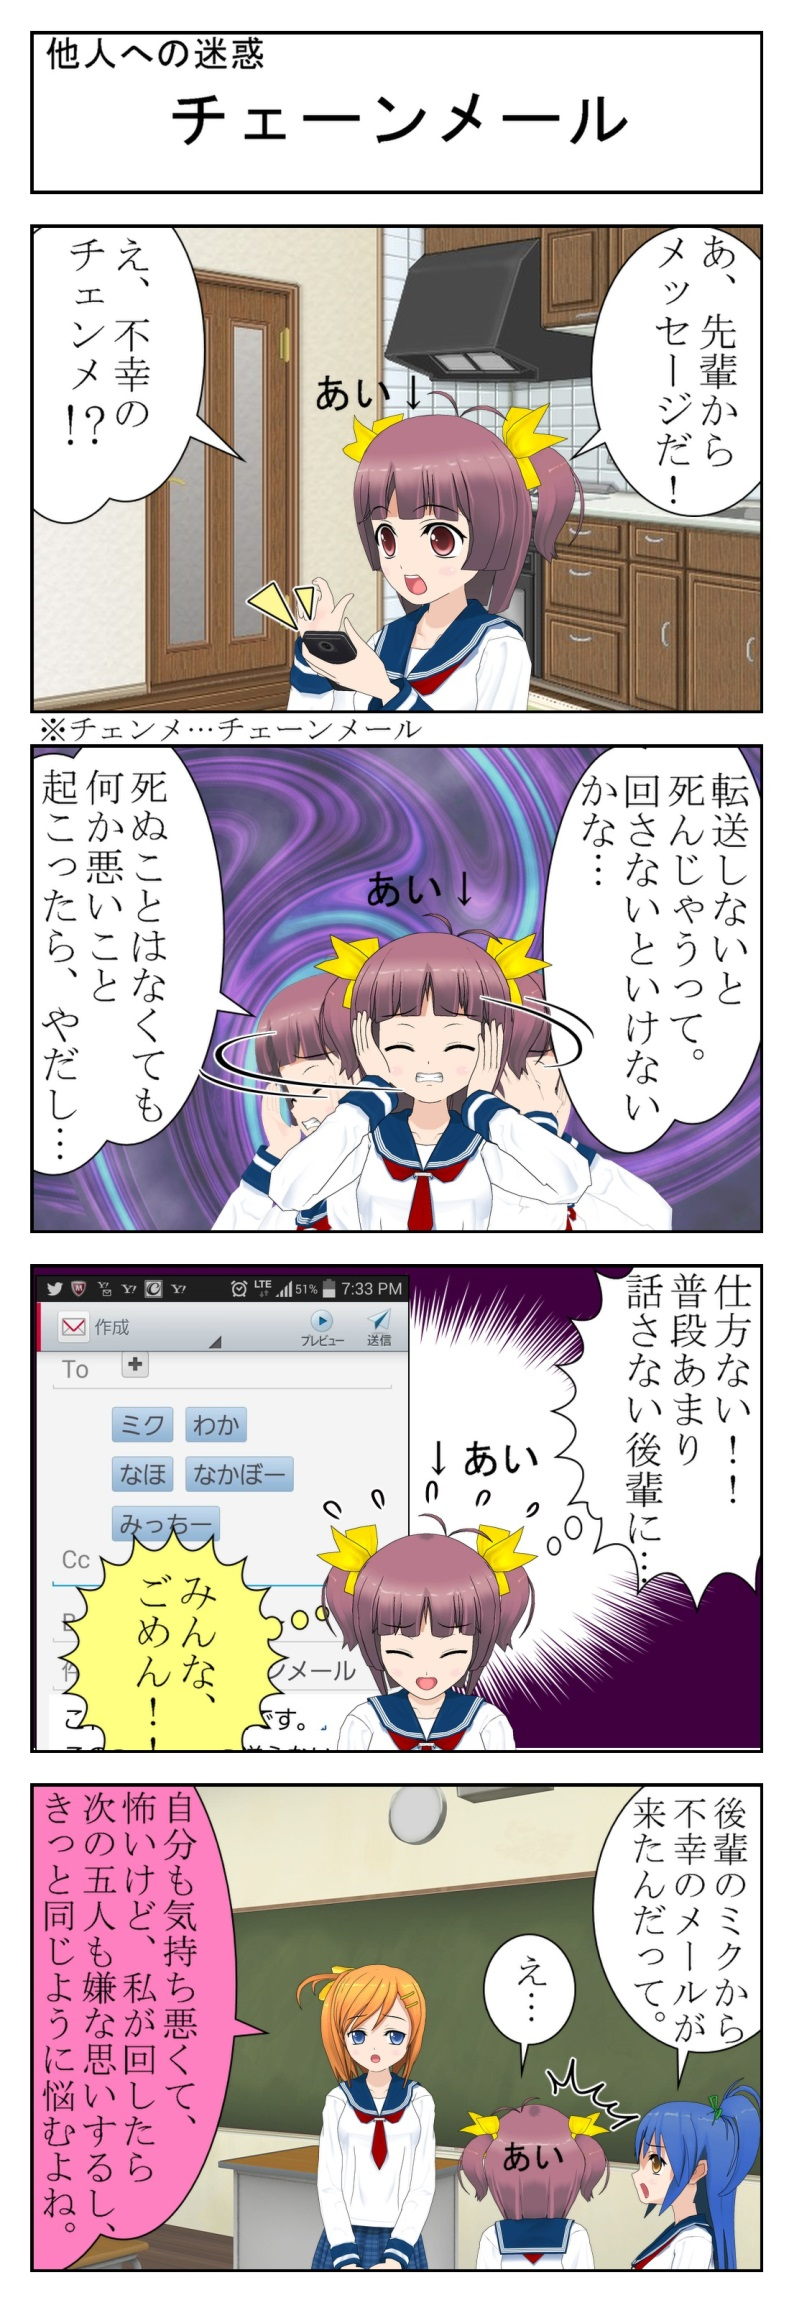 他人への迷惑
チェーンメール
あ、先輩から
メッセージだ！
え、不幸の
チェンメ！？
あい↓
※チェンメ…チェーンメール
転送しないと
死んじゃうって。
回さないといけない
かな…
死ぬことはなくても
何か悪いこと
起こったら、やだし…
あい↓
仕方ない！！
普段あまり
話さない後輩に…
LTE 51% 7:33 PM
作成
プレビュー
送信
To
ミク わか
なほ なかぼー
みっちー
Cc
ンメール
です。
↓あい
みんな、
ごめん！！
後輩のミクから
不幸のメールが
来たんだって。
え…
あい
自分も気持ち悪くて、
怖いけど、私が回したら
次の五人も嫌な思いするし、
きっと同じように悩むよね。